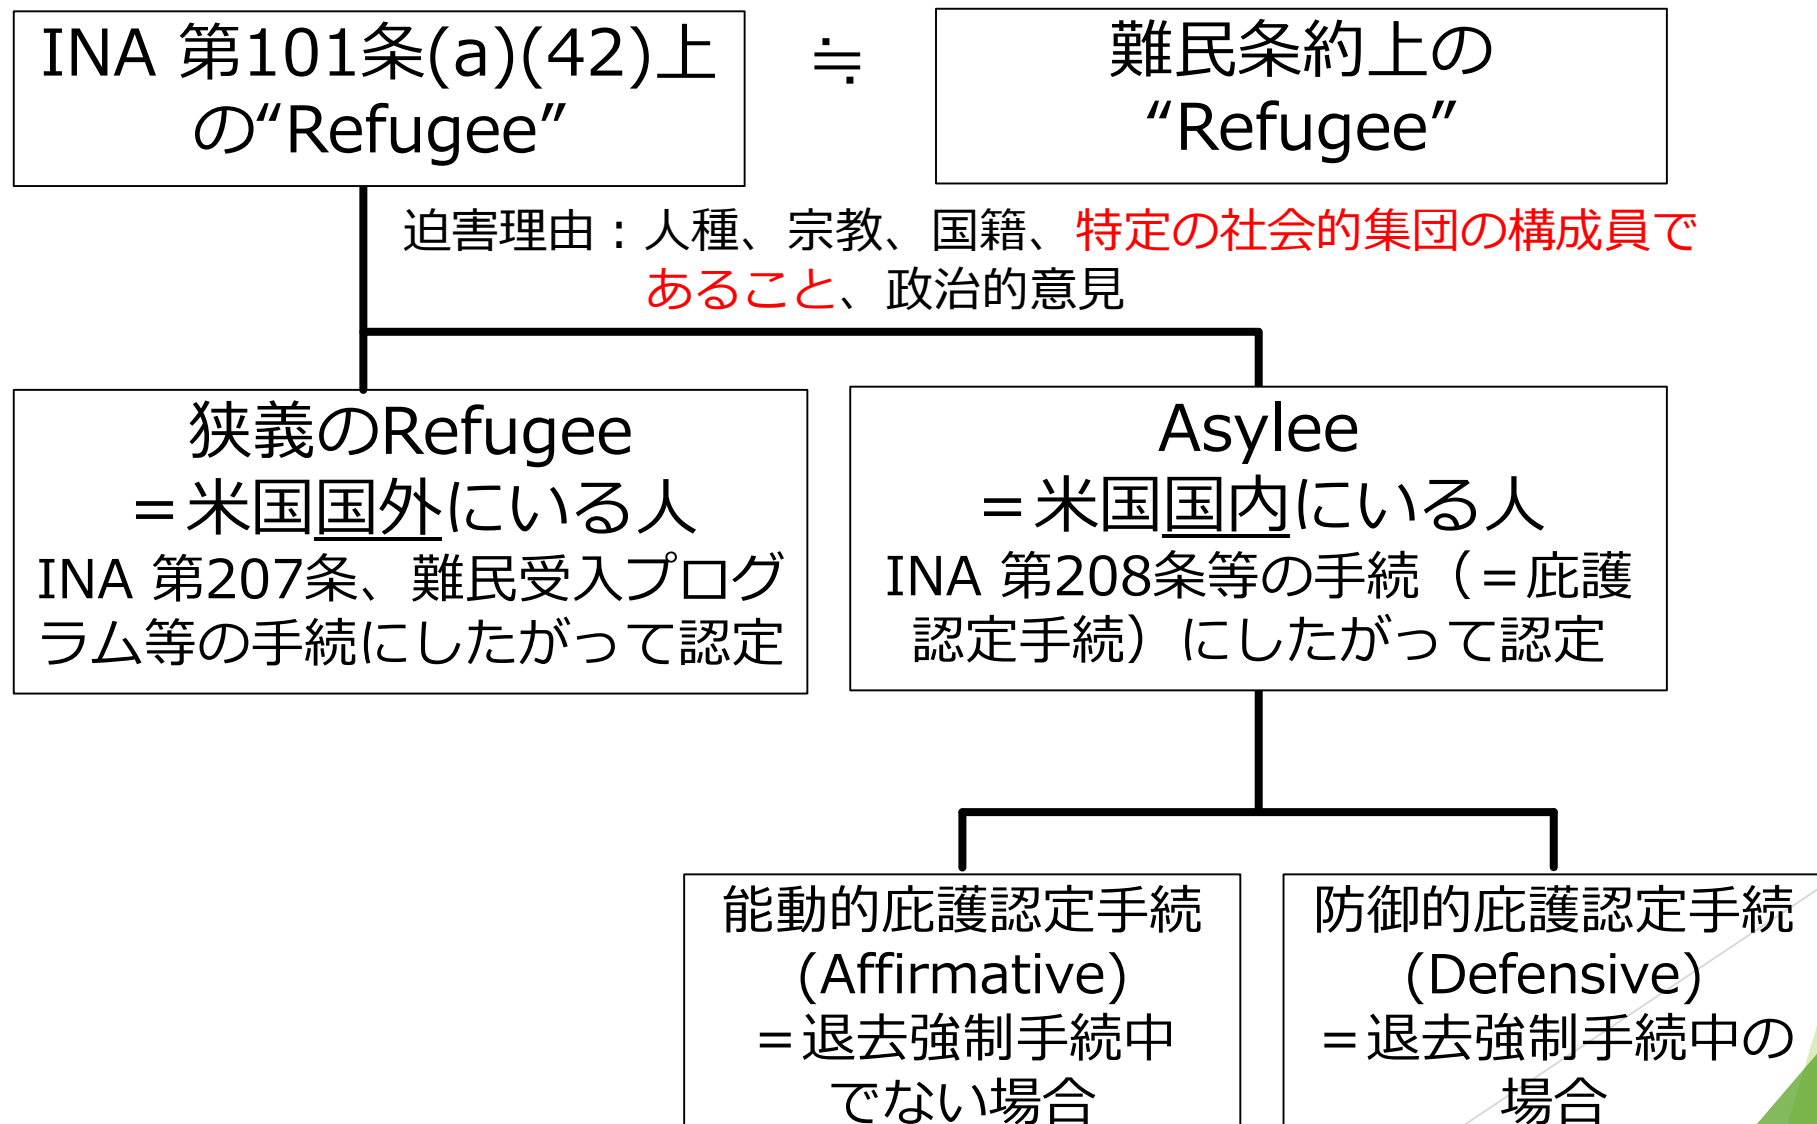 INA 第101条(a)(42)上
の“Refugee”
≒
難民条約上の
“Refugee”
迫害理由：人種、宗教、国籍、特定の社会的集団の構成員で
あること、政治的意見
狭義のRefugee
＝米国国外にいる人
INA 第207条、難民受入プログ
ラム等の手続にしたがって認定
Asylee
＝米国国内にいる人
INA 第208条等の手続（＝庇護
認定手続）にしたがって認定
能動的庇護認定手続
（Affirmative）
＝退去強制手続中
でない場合
防御的庇護認定手続
（Defensive）
＝退去強制手続中の
場合